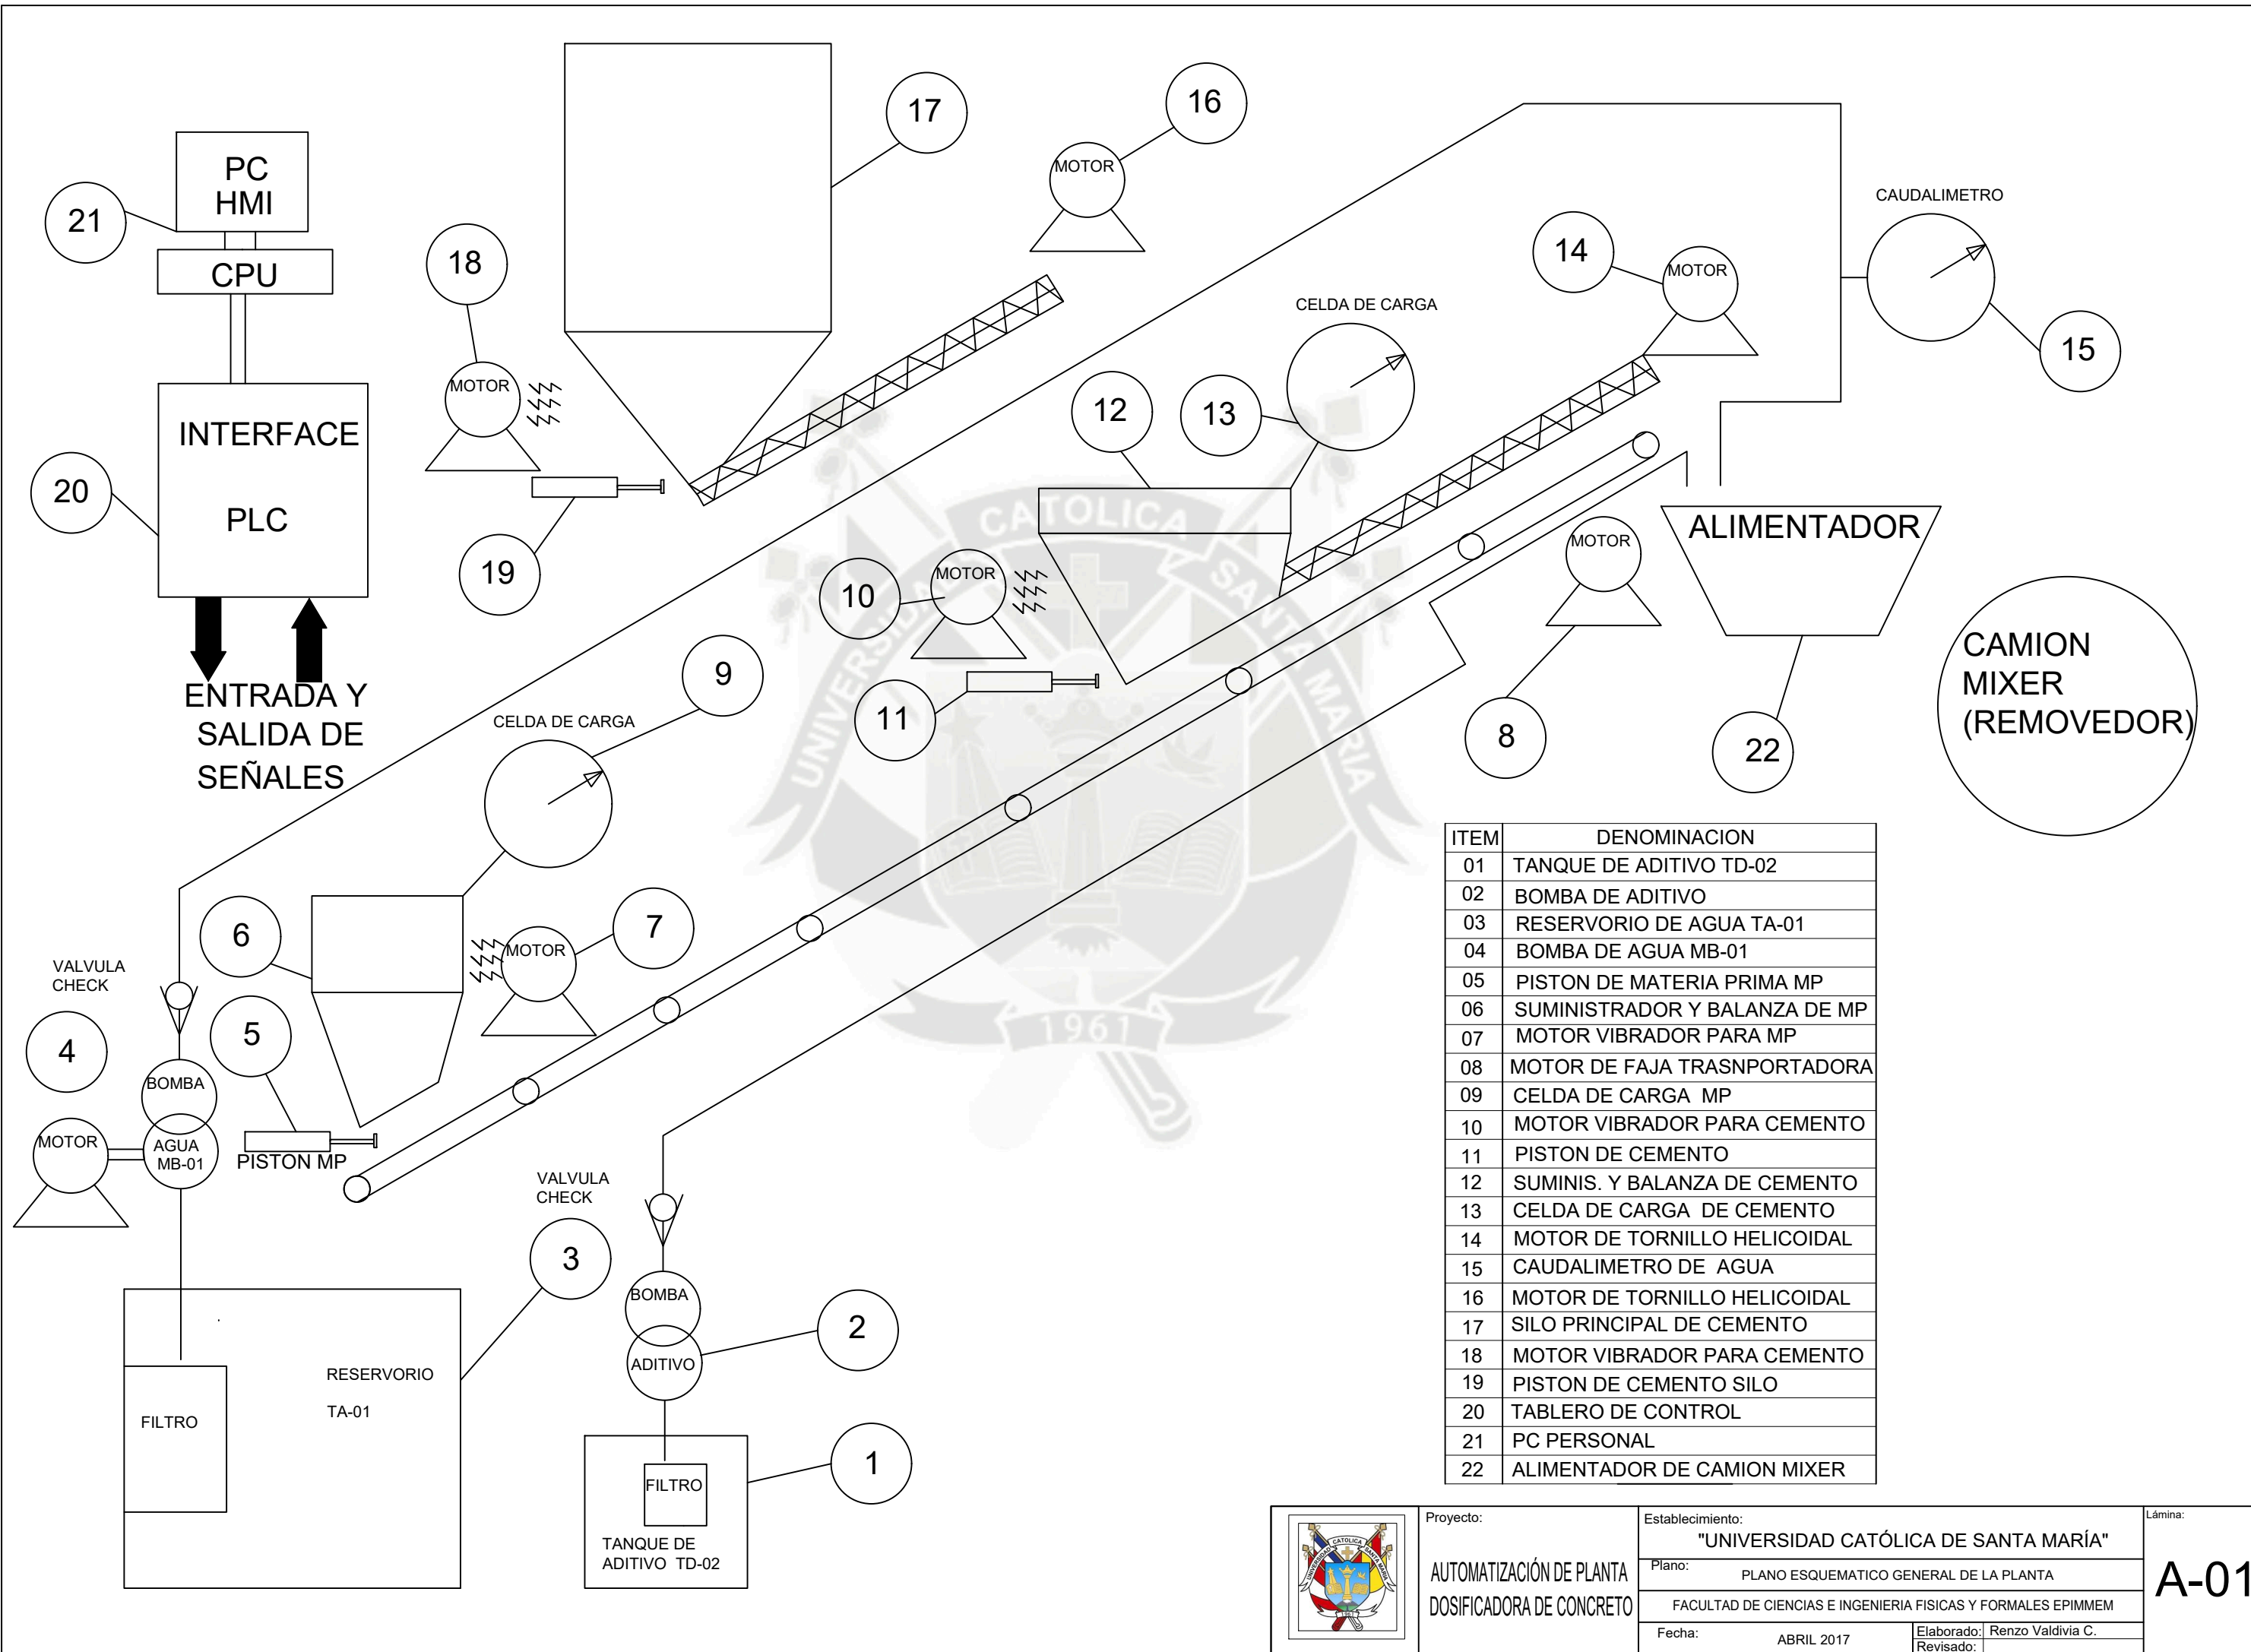 17
16
PC
HMI
21
CPU
18
MOTOR
14
MOTOR
CAUDALIMETRO
15
CELDA DE CARGA
12
13
MOTOR
INTERFACE
PLC
20
19
ENTRADA Y
SALIDA DE
SEÑALES
10
MOTOR
11
9
CELDA DE CARGA
MOTOR
8
ALIMENTADOR
22
CAMION
MIXER
(REMOVEDOR)
6
7
MOTOR
VALVULA
CHECK
4
5
BOMBA
MOTOR
AGUA
MB-01
PISTON MP
VALVULA
CHECK
3
BOMBA
ADITIVO
2
RESERVORIO
TA-01
FILTRO
1
FILTRO
TANQUE DE
ADITIVO TD-02
UNIVERSIDAD CATOLICA SANTA MARIA
1961
ITEM DENOMINACION
01 TANQUE DE ADITIVO TD-02
02 BOMBA DE ADITIVO
03 RESERVORIO DE AGUA TA-01
04 BOMBA DE AGUA MB-01
05 PISTON DE MATERIA PRIMA MP
06 SUMINISTRADOR Y BALANZA DE MP
07 MOTOR VIBRADOR PARA MP
08 MOTOR DE FAJA TRASNPORTADORA
09 CELDA DE CARGA MP
10 MOTOR VIBRADOR PARA CEMENTO
11 PISTON DE CEMENTO
12 SUMINIS. Y BALANZA DE CEMENTO
13 CELDA DE CARGA DE CEMENTO
14 MOTOR DE TORNILLO HELICOIDAL
15 CAUDALIMETRO DE AGUA
16 MOTOR DE TORNILLO HELICOIDAL
17 SILO PRINCIPAL DE CEMENTO
18 MOTOR VIBRADOR PARA CEMENTO
19 PISTON DE CEMENTO SILO
20 TABLERO DE CONTROL
21 PC PERSONAL
22 ALIMENTADOR DE CAMION MIXER
UNIVERSIDAD CATOLICA SANTA MARIA
1961
Proyecto:
AUTOMATIZACIÓN DE PLANTA
DOSIFICADORA DE CONCRETO
Establecimiento:
"UNIVERSIDAD CATÓLICA DE SANTA MARÍA"
Plano:
PLANO ESQUEMATICO GENERAL DE LA PLANTA
FACULTAD DE CIENCIAS E INGENIERIA FISICAS Y FORMALES EPIMMEM
Fecha:
ABRIL 2017
Elaborado: Renzo Valdivia C.
Revisado:
Lámina:
A-01